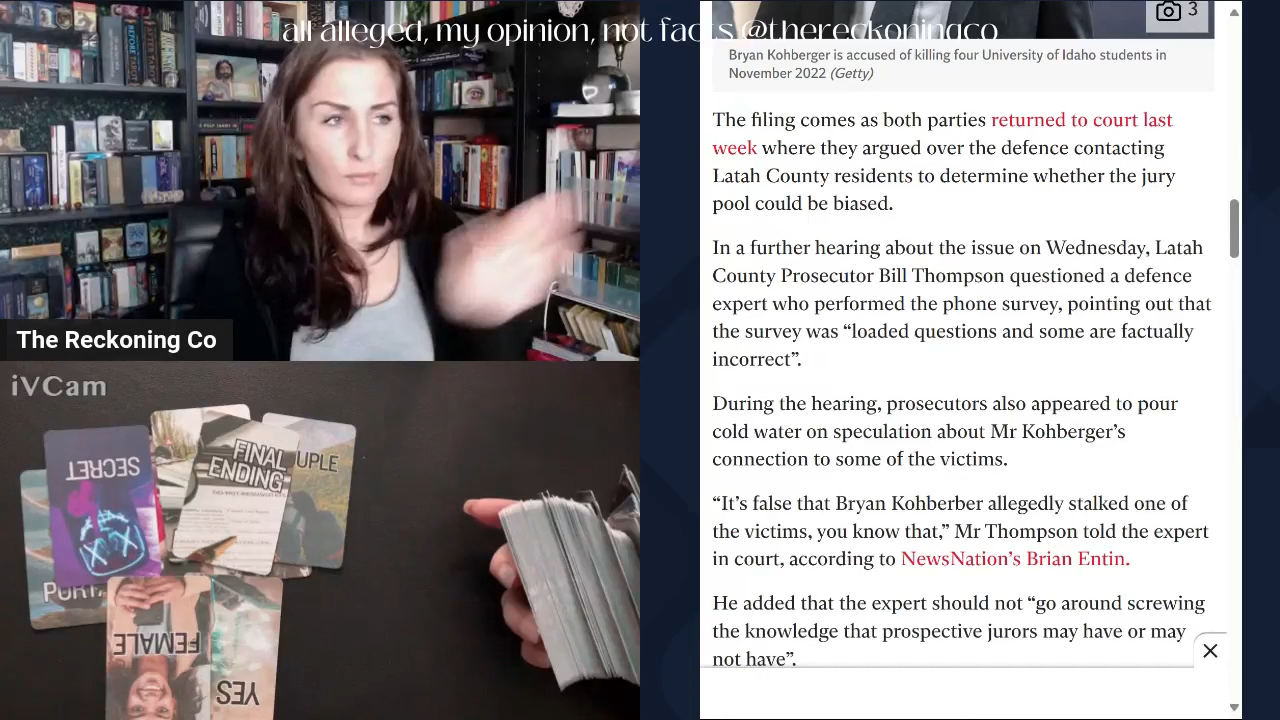 all alleged, my opinion, not facts @thereckoningco
3
Bryan Kohberger is accused of killing four University of Idaho students in
November 2022 (Getty)
The filing comes as both parties returned to court last
week where they argued over the defence contacting
Latah County residents to determine whether the jury
pool could be biased.
In a further hearing about the issue on Wednesday, Latah
County Prosecutor Bill Thompson questioned a defence
expert who performed the phone survey, pointing out that
the survey was “loaded questions and some are factually
incorrect”.
During the hearing, prosecutors also appeared to pour
cold water on speculation about Mr Kohberger’s
connection to some of the victims.
“It’s false that Bryan Kohberber allegedly stalked one of
the victims, you know that,” Mr Thompson told the expert
in court, according to NewsNation’s Brian Entin.
He added that the expert should not “go around screwing
the knowledge that prospective jurors may have or may
not have”.
The Reckoning Co
iVCam
SECRET
FINAL
ENDING
UPLE
PORTA
FEMALE
YES